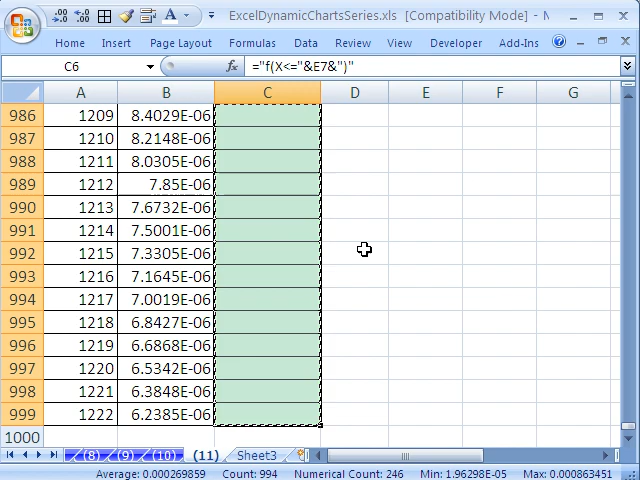 ExcelDynamicChartsSeries.xls [Compatibility Mode] - M
Home Insert Page Layout Formulas Data Review View Developer Add-Ins
C6 fx ="f(X<="&E7&")"
A B C D E F G
986 1209 8.4029E-06
987 1210 8.2148E-06
988 1211 8.0305E-06
989 1212 7.85E-06
990 1213 7.6732E-06
991 1214 7.5001E-06
992 1215 7.3305E-06
993 1216 7.1645E-06
994 1217 7.0019E-06
995 1218 6.8427E-06
996 1219 6.6868E-06
997 1220 6.5342E-06
998 1221 6.3848E-06
999 1222 6.2385E-06
1000
(8) (9) (10) (11) Sheet3
Average: 0.000269859 Count: 994 Numerical Count: 246 Min: 1.96298E-05 Max: 0.000863451